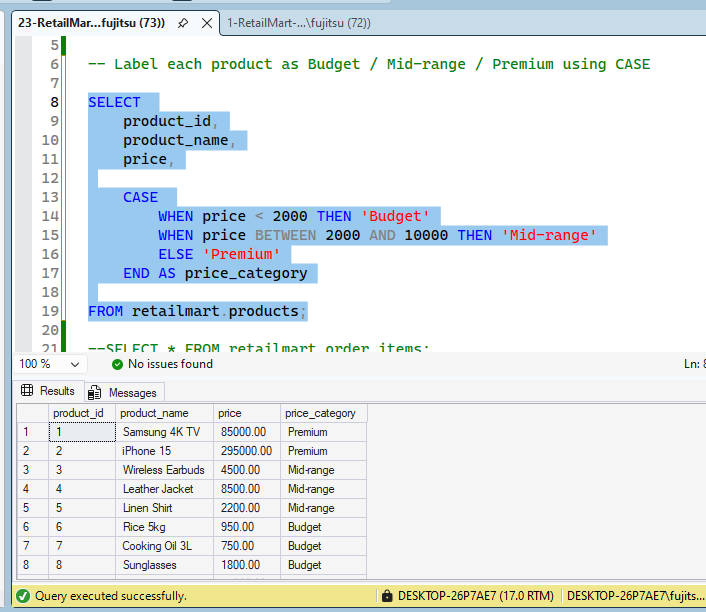 23-RetailMar...fujitsu (73))
1-RetailMart-...\fujitsu (72))
5
6 -- Label each product as Budget / Mid-range / Premium using CASE
7
8 SELECT
9 product_id,
10 product_name,
11 price,
12
13 CASE
14 WHEN price < 2000 THEN 'Budget'
15 WHEN price BETWEEN 2000 AND 10000 THEN 'Mid-range'
16 ELSE 'Premium'
17 END AS price_category
18
19 FROM retailmart.products;
20
21 --SELECT * FROM retailmart.order_items;
100 % No issues found Ln: 8
Results Messages
product_id product_name price price_category
1 1 Samsung 4K TV 85000.00 Premium
2 2 iPhone 15 295000.00 Premium
3 3 Wireless Earbuds 4500.00 Mid-range
4 4 Leather Jacket 8500.00 Mid-range
5 5 Linen Shirt 2200.00 Mid-range
6 6 Rice 5kg 950.00 Budget
7 7 Cooking Oil 3L 750.00 Budget
8 8 Sunglasses 1800.00 Budget
Query executed successfully. DESKTOP-26P7AE7 (17.0 RTM) DESKTOP-26P7AE7\fujits...